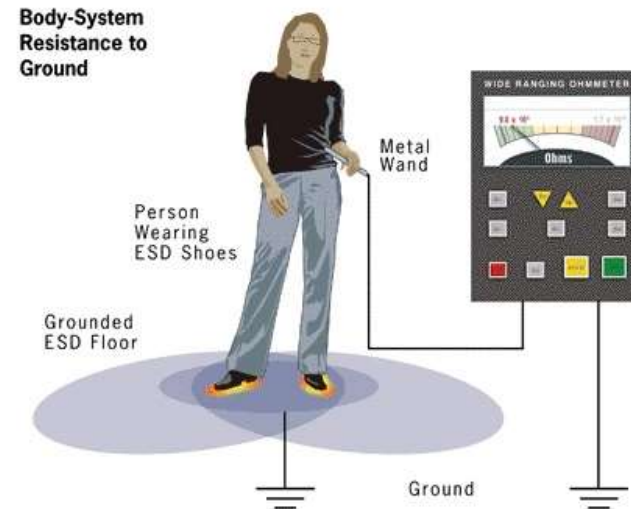 Body-System
Resistance to
Ground
WIDE RANGING OHMMETER
Ohms
Metal
Wand
Person
Wearing
ESD Shoes
Grounded
ESD Floor
Ground